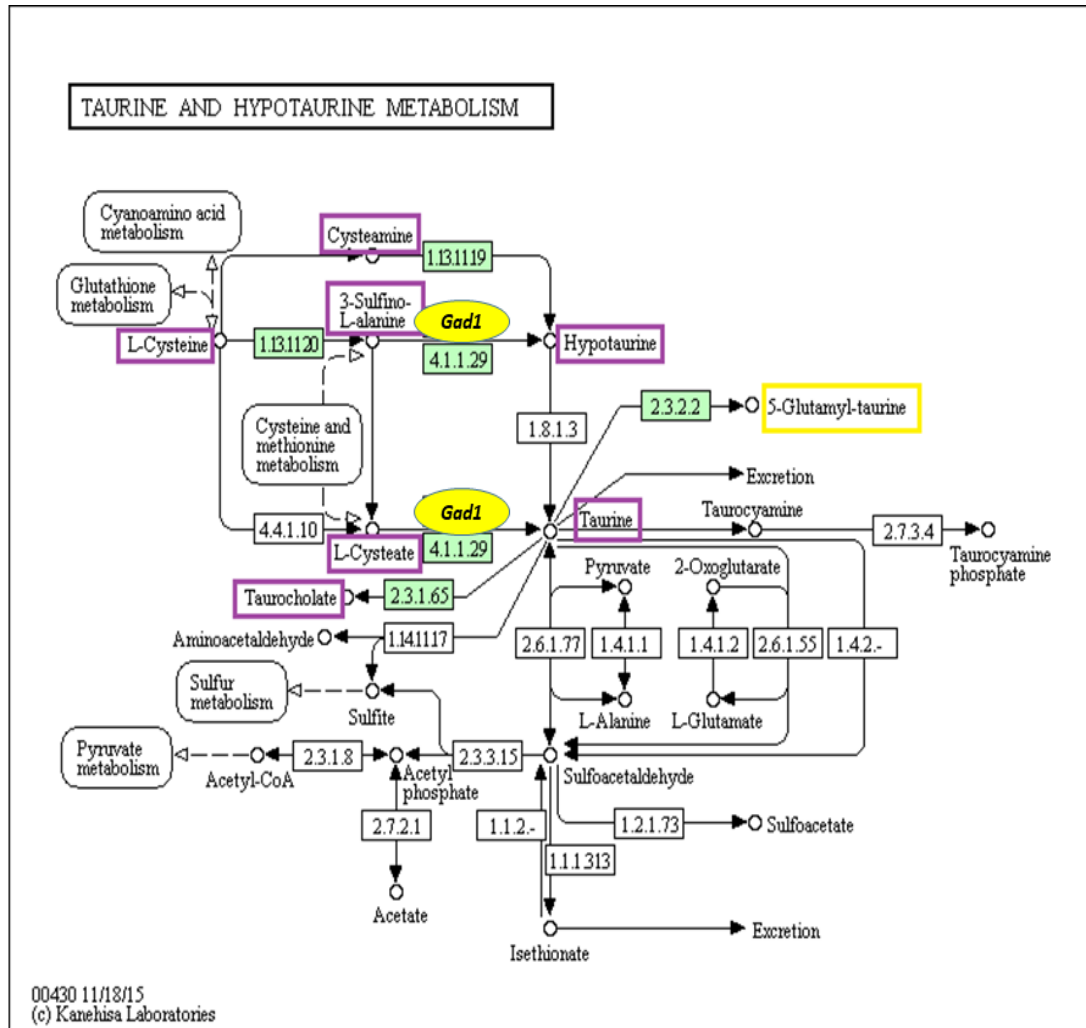 TAURINE AND HYPOTAURINE METABOLISM
Cyanoamino acid
metabolism
Cysteamine
1.13.1119
Glutathione
metabolism
3-Sulfino-
L-alanine
Gad1
L-Cysteine
1.13.1120
4.1.1.29
Hypotaurine
2.3.2.2
5-Glutamyl-taurine
Cysteine and
methionine
metabolism
1.8.1.3
Excretion
Gad1
Taurine
Taurocyamine
4.4.1.10
L-Cysteate
4.1.1.29
2.7.3.4
Taurocyamine
phosphate
Taurocholate
2.3.1.65
Pyruvate
2-Oxoglutarate
Aminoacetaldehyde
1.14.1117
2.6.1.77
1.4.1.1
1.4.1.2
2.6.1.55
1.4.2.-
Sulfur
metabolism
Sulfite
L-Alanine
L-Glutamate
Pyruvate
metabolism
Acetyl-CoA
2.3.1.8
Acetyl
phosphate
2.3.3.15
Sulfoacetaldehyde
2.7.2.1
1.1.2.-
1.2.1.73
Sulfoacetate
1.1.1.313
Acetate
Isethionate
Excretion
00430 11/18/15
(c) Kanehisa Laboratories